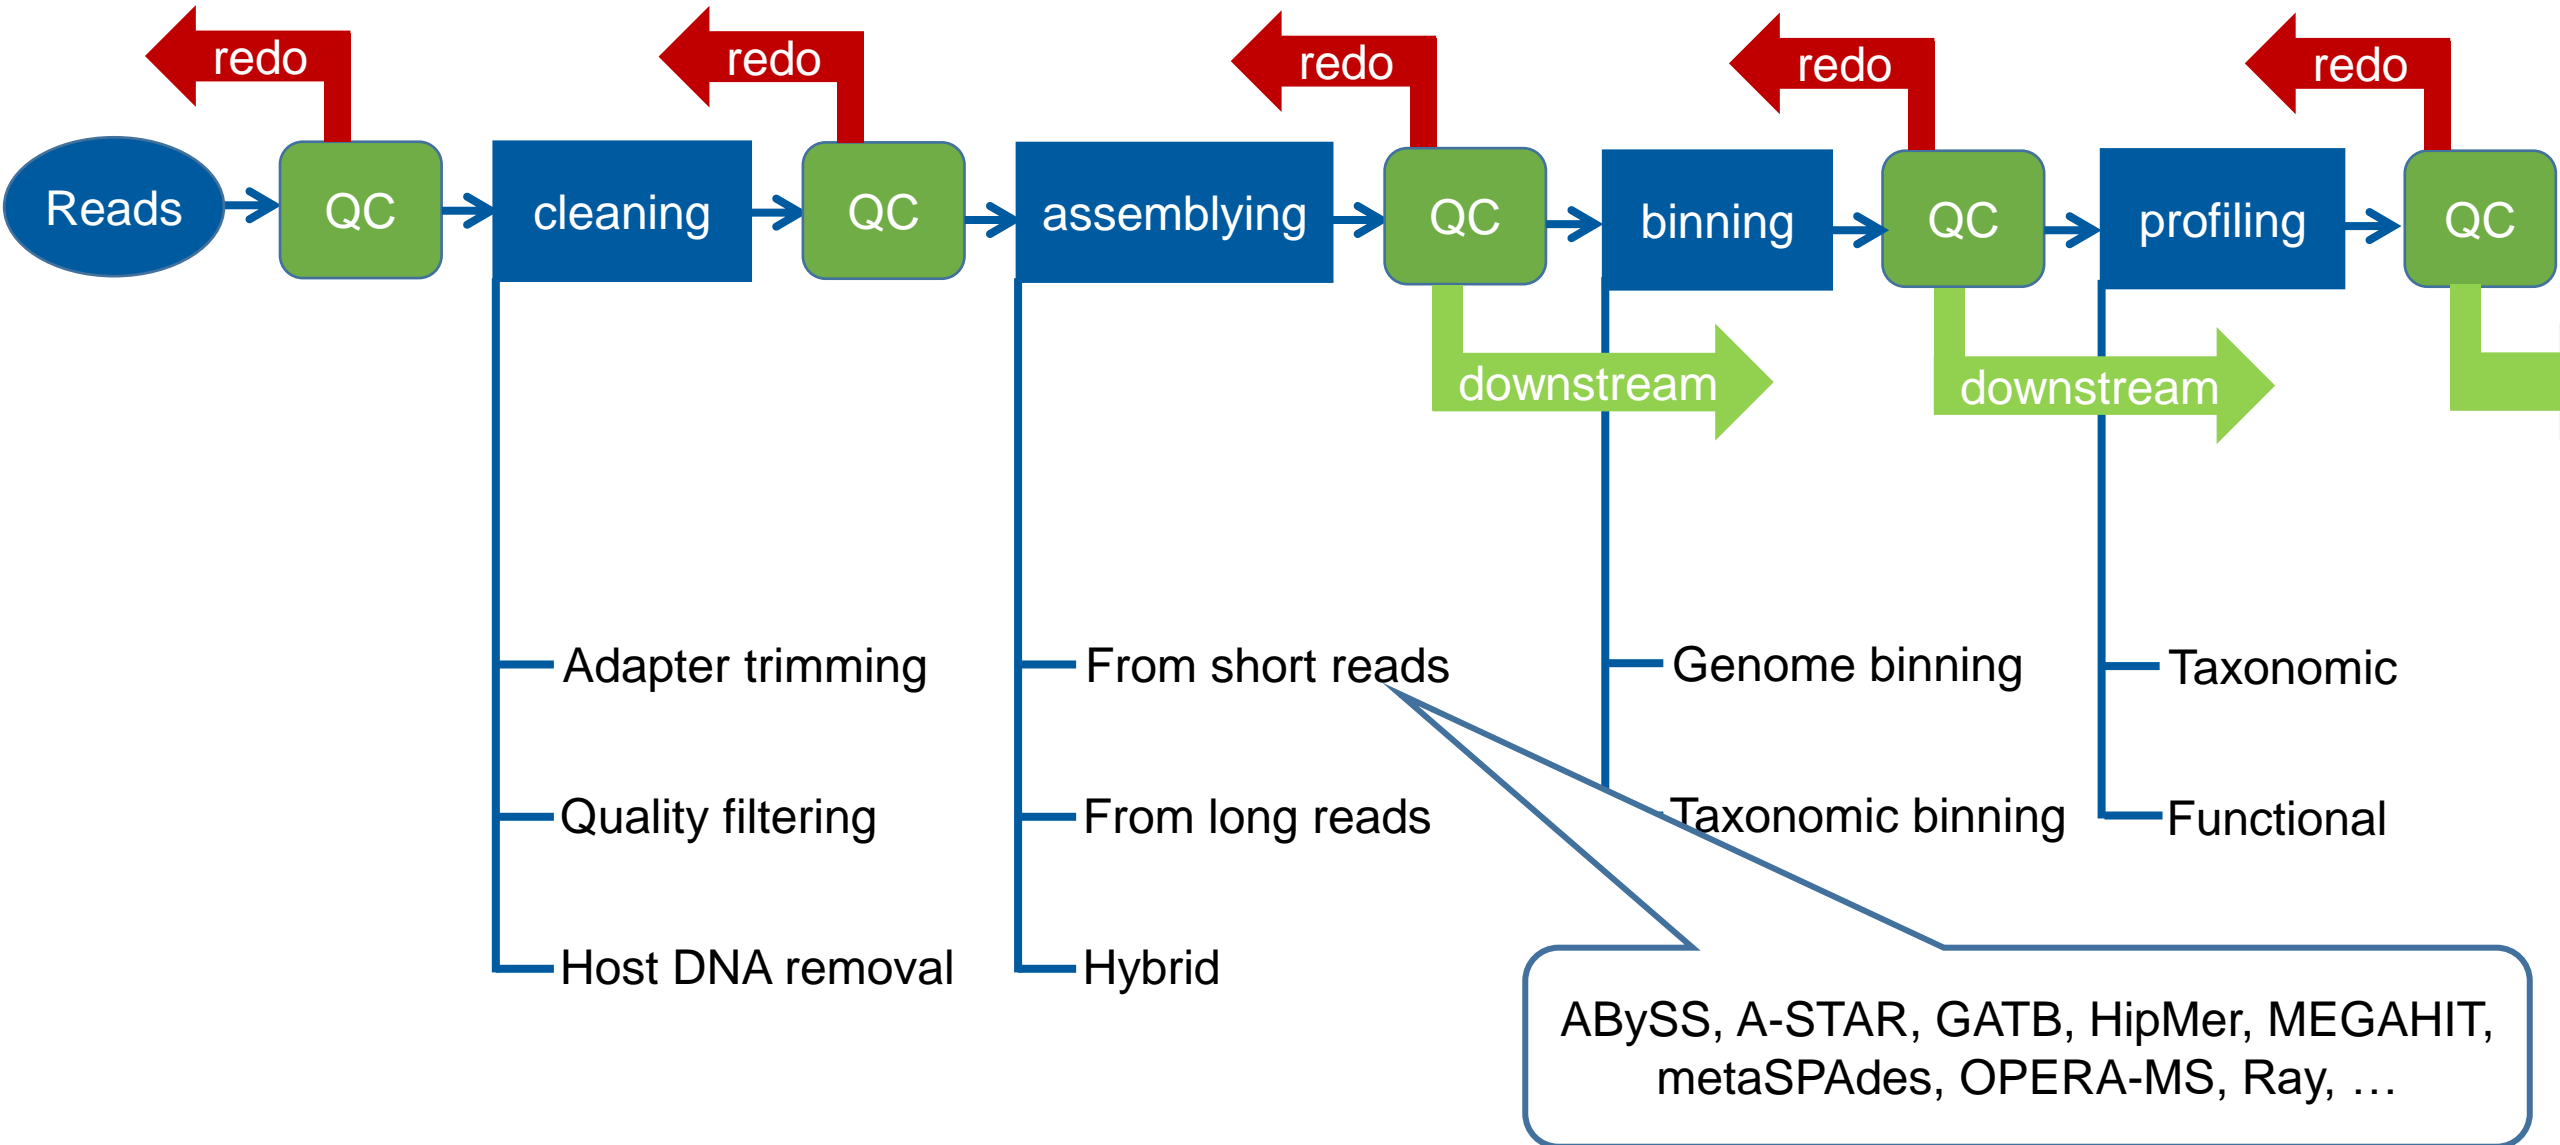 redo
redo
redo
redo
redo
Reads
QC
cleaning
QC
assemblying
QC
binning
QC
profiling
QC
downstream
downstream
Adapter trimming
From short reads
Genome binning
Taxonomic
Quality filtering
From long reads
Taxonomic binning
Functional
Host DNA removal
Hybrid
ABySS, A-STAR, GATB, HipMer, MEGAHIT,
metaSPAdes, OPERA-MS, Ray, …